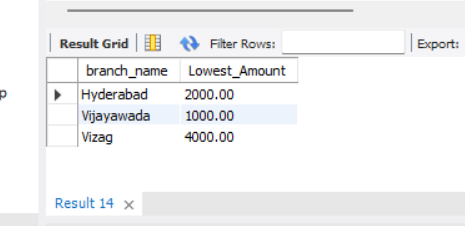 Result Grid Filter Rows: Export:
p
branch_name Lowest_Amount
Hyderabad 2000.00
Vijayawada 1000.00
Vizag 4000.00
Result 14 ×